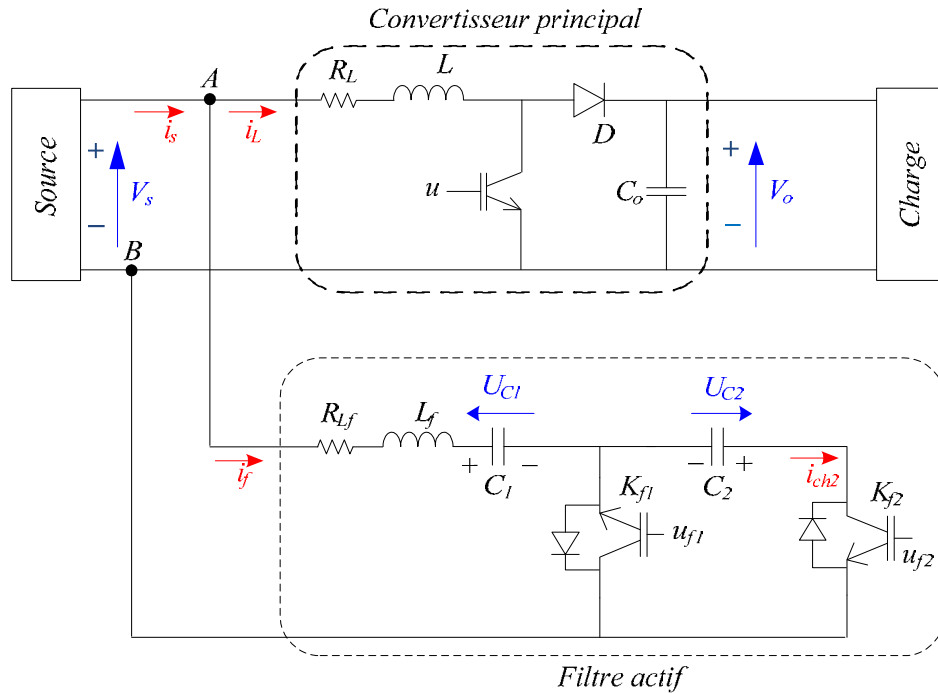 Convertisseur principal
A
R_L
L
i_s
i_L
D
Source
+
V_s
−
u
C_o
+
V_o
−
Charge
B
U_C1
U_C2
R_Lf
L_f
+
−
−
+
i_f
C_1
C_2
i_ch2
K_f1
K_f2
u_f1
u_f2
Filtre actif